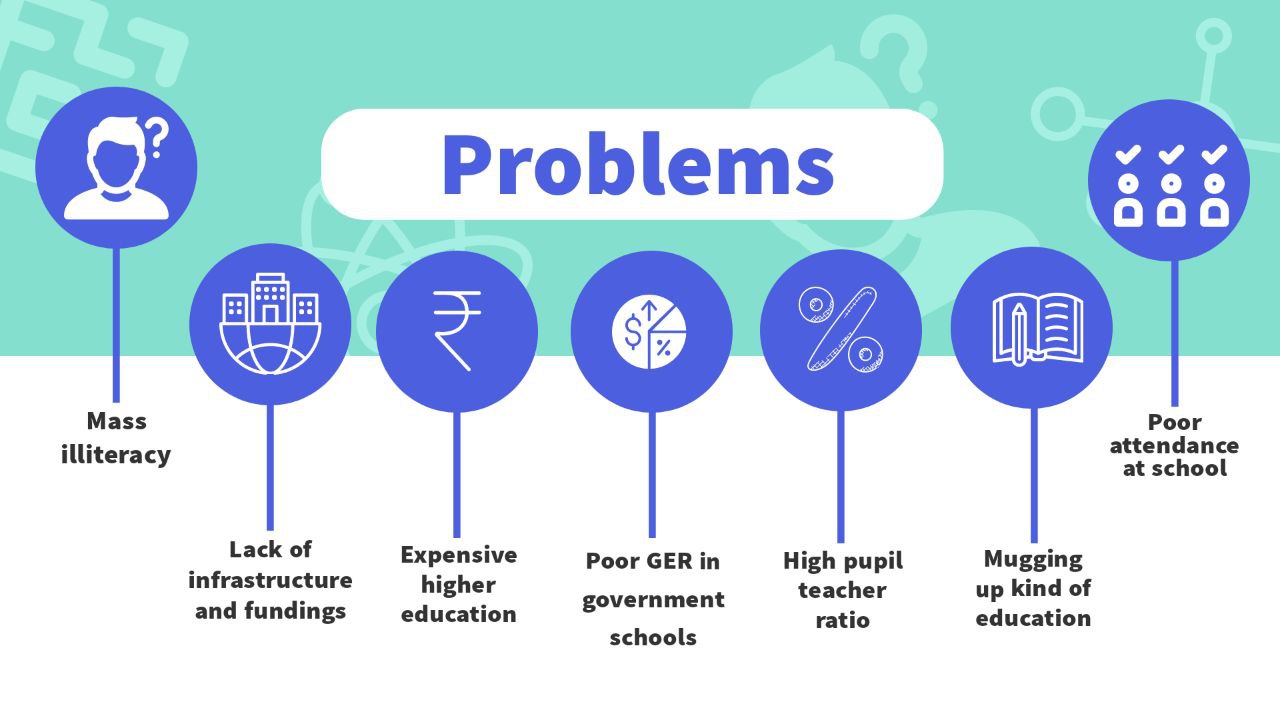 Problems
Mass
illiteracy
Lack of
infrastructure
and fundings
Expensive
higher
education
Poor GER in
government
schools
High pupil
teacher
ratio
Mugging
up kind of
education
Poor
attendance
at school